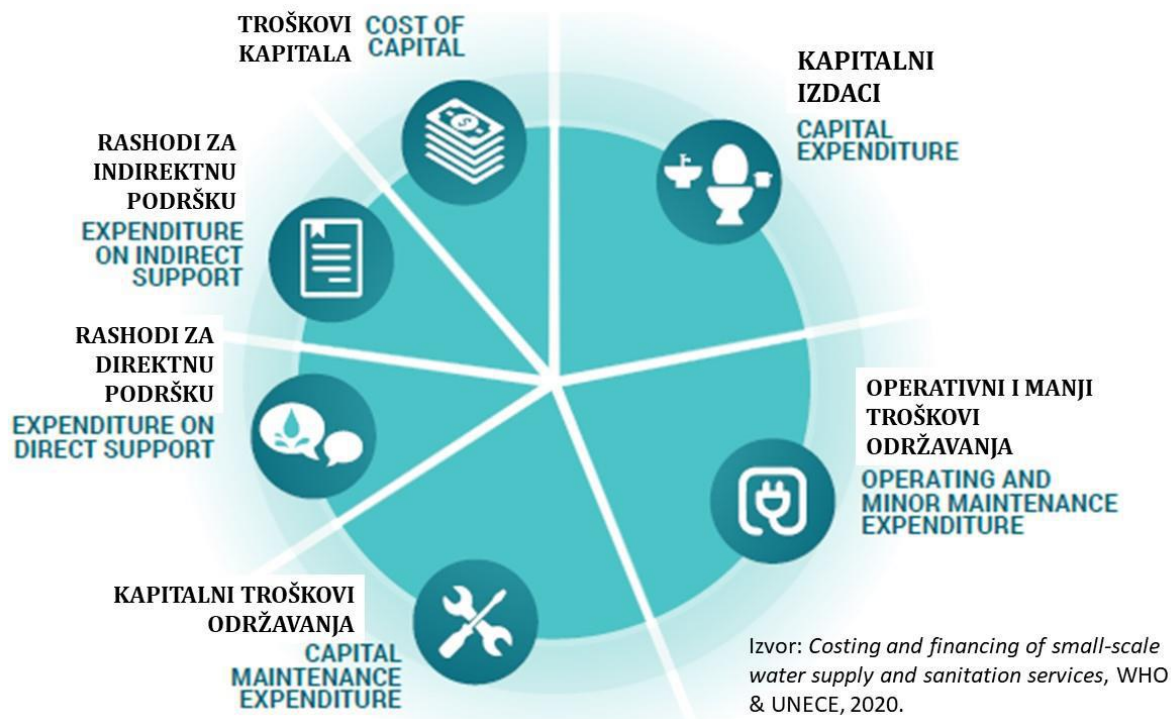 TROŠKOVI
KAPITALA
COST OF
CAPITAL
KAPITALNI
IZDACI
CAPITAL
EXPENDITURE
RASHODI ZA
INDIREKTNU
PODRŠKU
EXPENDITURE
ON INDIRECT
SUPPORT
RASHODI ZA
DIREKTNU
PODRŠKU
EXPENDITURE ON
DIRECT SUPPORT
OPERATIVNI I MANJI
TROŠKOVI
ODRŽAVANJA
OPERATING AND
MINOR MAINTENANCE
EXPENDITURE
KAPITALNI TROŠKOVI
ODRŽAVANJA
CAPITAL
MAINTENANCE
EXPENDITURE
Izvor: Costing and financing of small-scale
water supply and sanitation services, WHO
& UNECE, 2020.